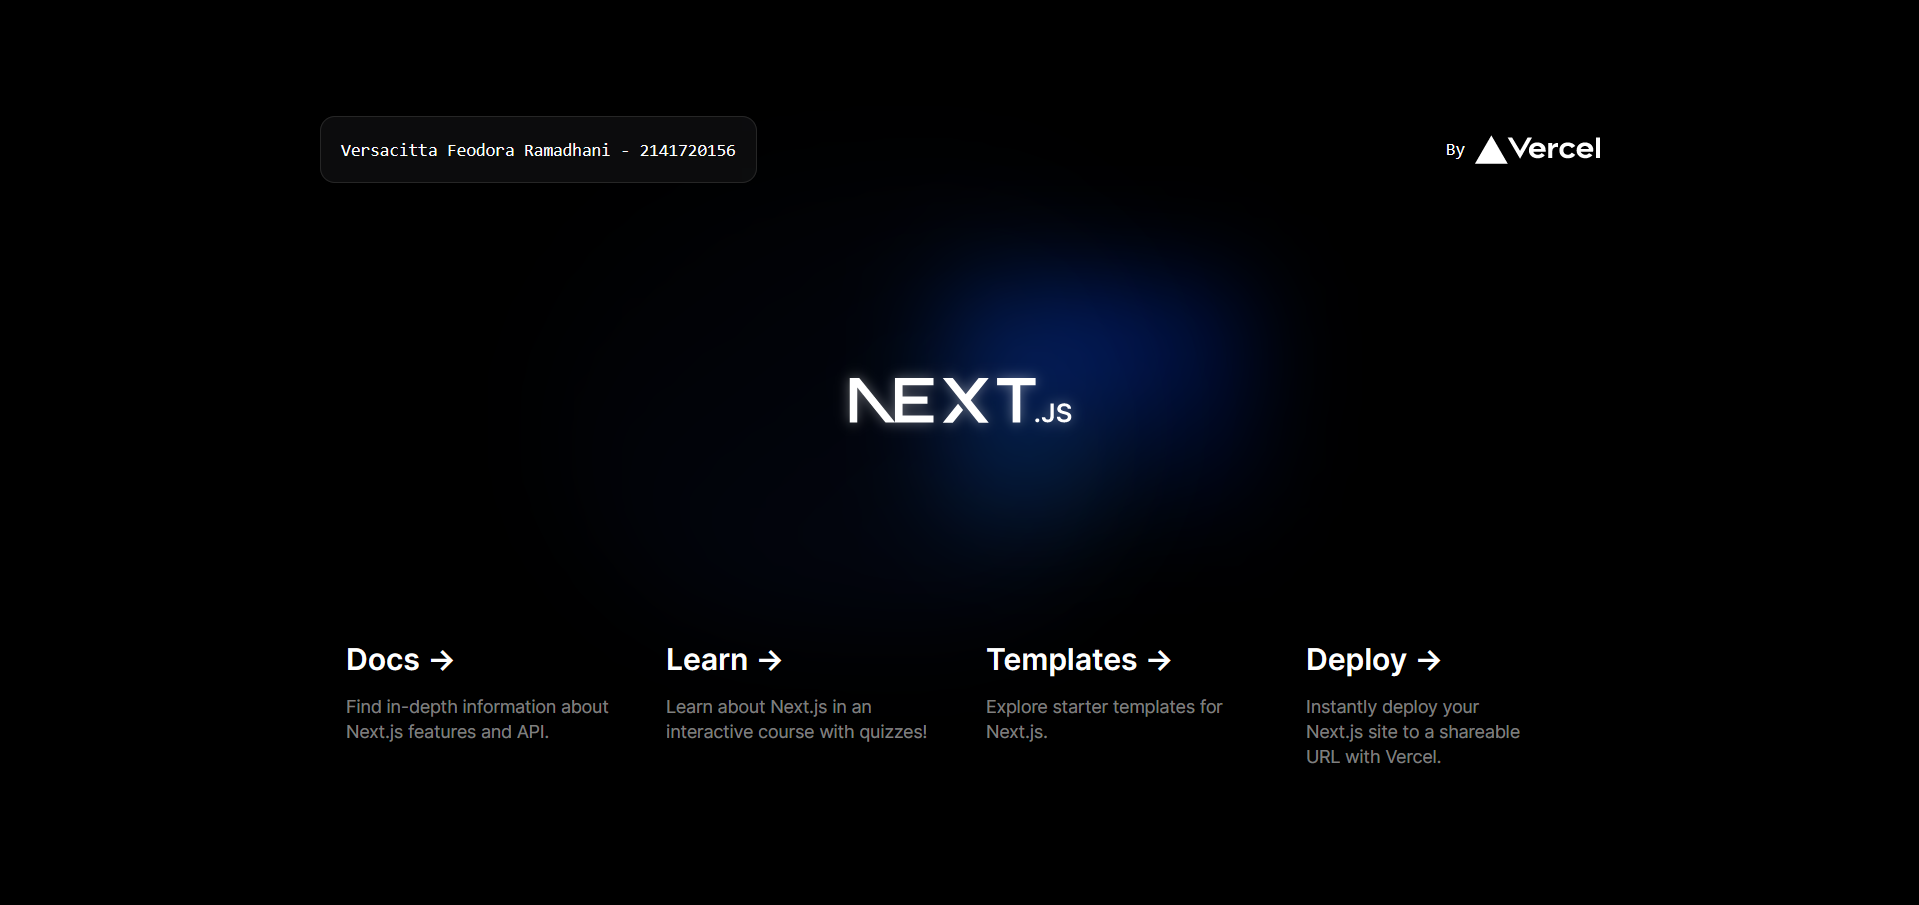 Versacitta Feodora Ramadhani - 2141720156
By Vercel
NEXT.JS
Docs →
Find in-depth information about
Next.js features and API.
Learn →
Learn about Next.js in an
interactive course with quizzes!
Templates →
Explore starter templates for
Next.js.
Deploy →
Instantly deploy your
Next.js site to a shareable
URL with Vercel.